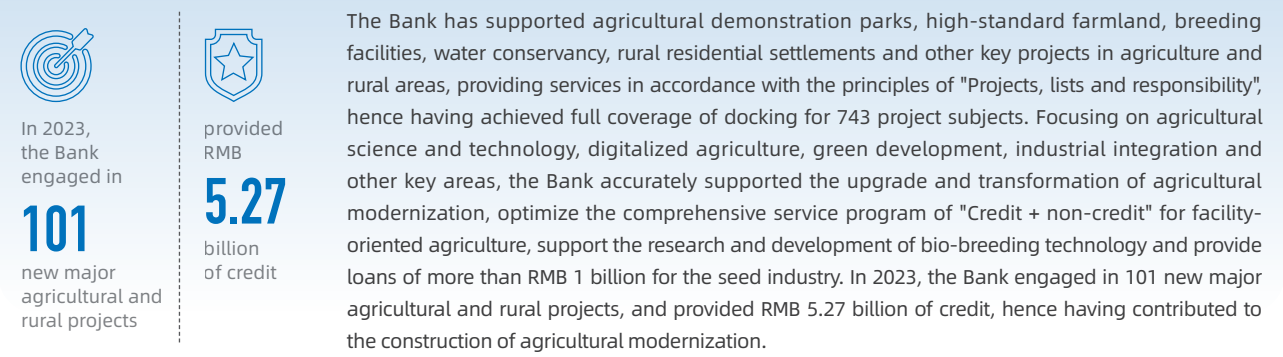 In 2023,
the Bank
engaged in
101
new major
agricultural and
rural projects
provided
RMB
5.27
billion
of credit
The Bank has supported agricultural demonstration parks, high-standard farmland, breeding
facilities, water conservancy, rural residential settlements and other key projects in agriculture and
rural areas, providing services in accordance with the principles of "Projects, lists and responsibility",
hence having achieved full coverage of docking for 743 project subjects. Focusing on agricultural
science and technology, digitalized agriculture, green development, industrial integration and
other key areas, the Bank accurately supported the upgrade and transformation of agricultural
modernization, optimize the comprehensive service program of "Credit + non-credit" for facility-
oriented agriculture, support the research and development of bio-breeding technology and provide
loans of more than RMB 1 billion for the seed industry. In 2023, the Bank engaged in 101 new major
agricultural and rural projects, and provided RMB 5.27 billion of credit, hence having contributed to
the construction of agricultural modernization.